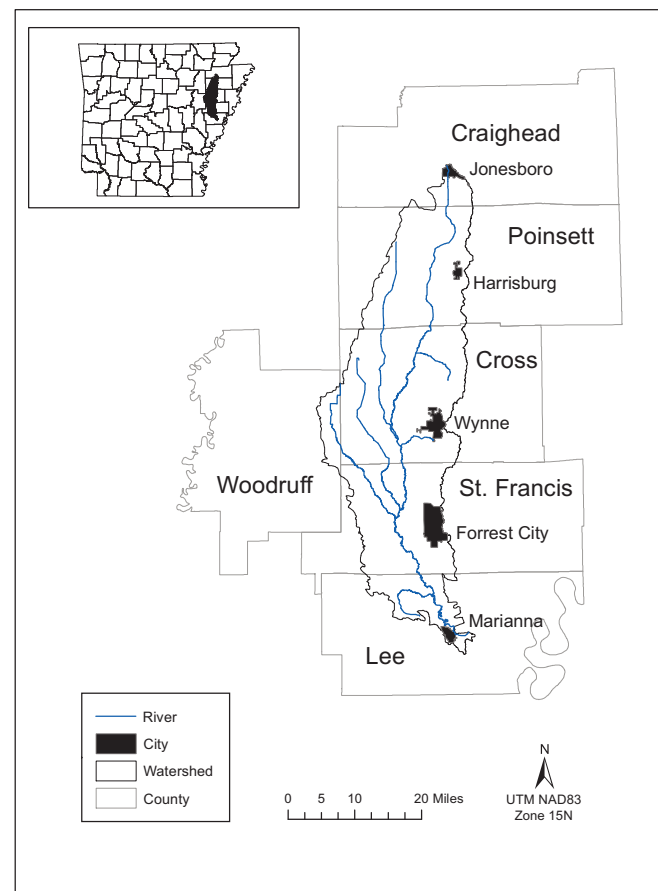 Craighead
Jonesboro
Poinsett
Harrisburg
Cross
Wynne
Woodruff
St. Francis
Forrest City
Marianna
Lee
River
City
Watershed
County
0 5 10 20 Miles
N
UTM NAD83
Zone 15N